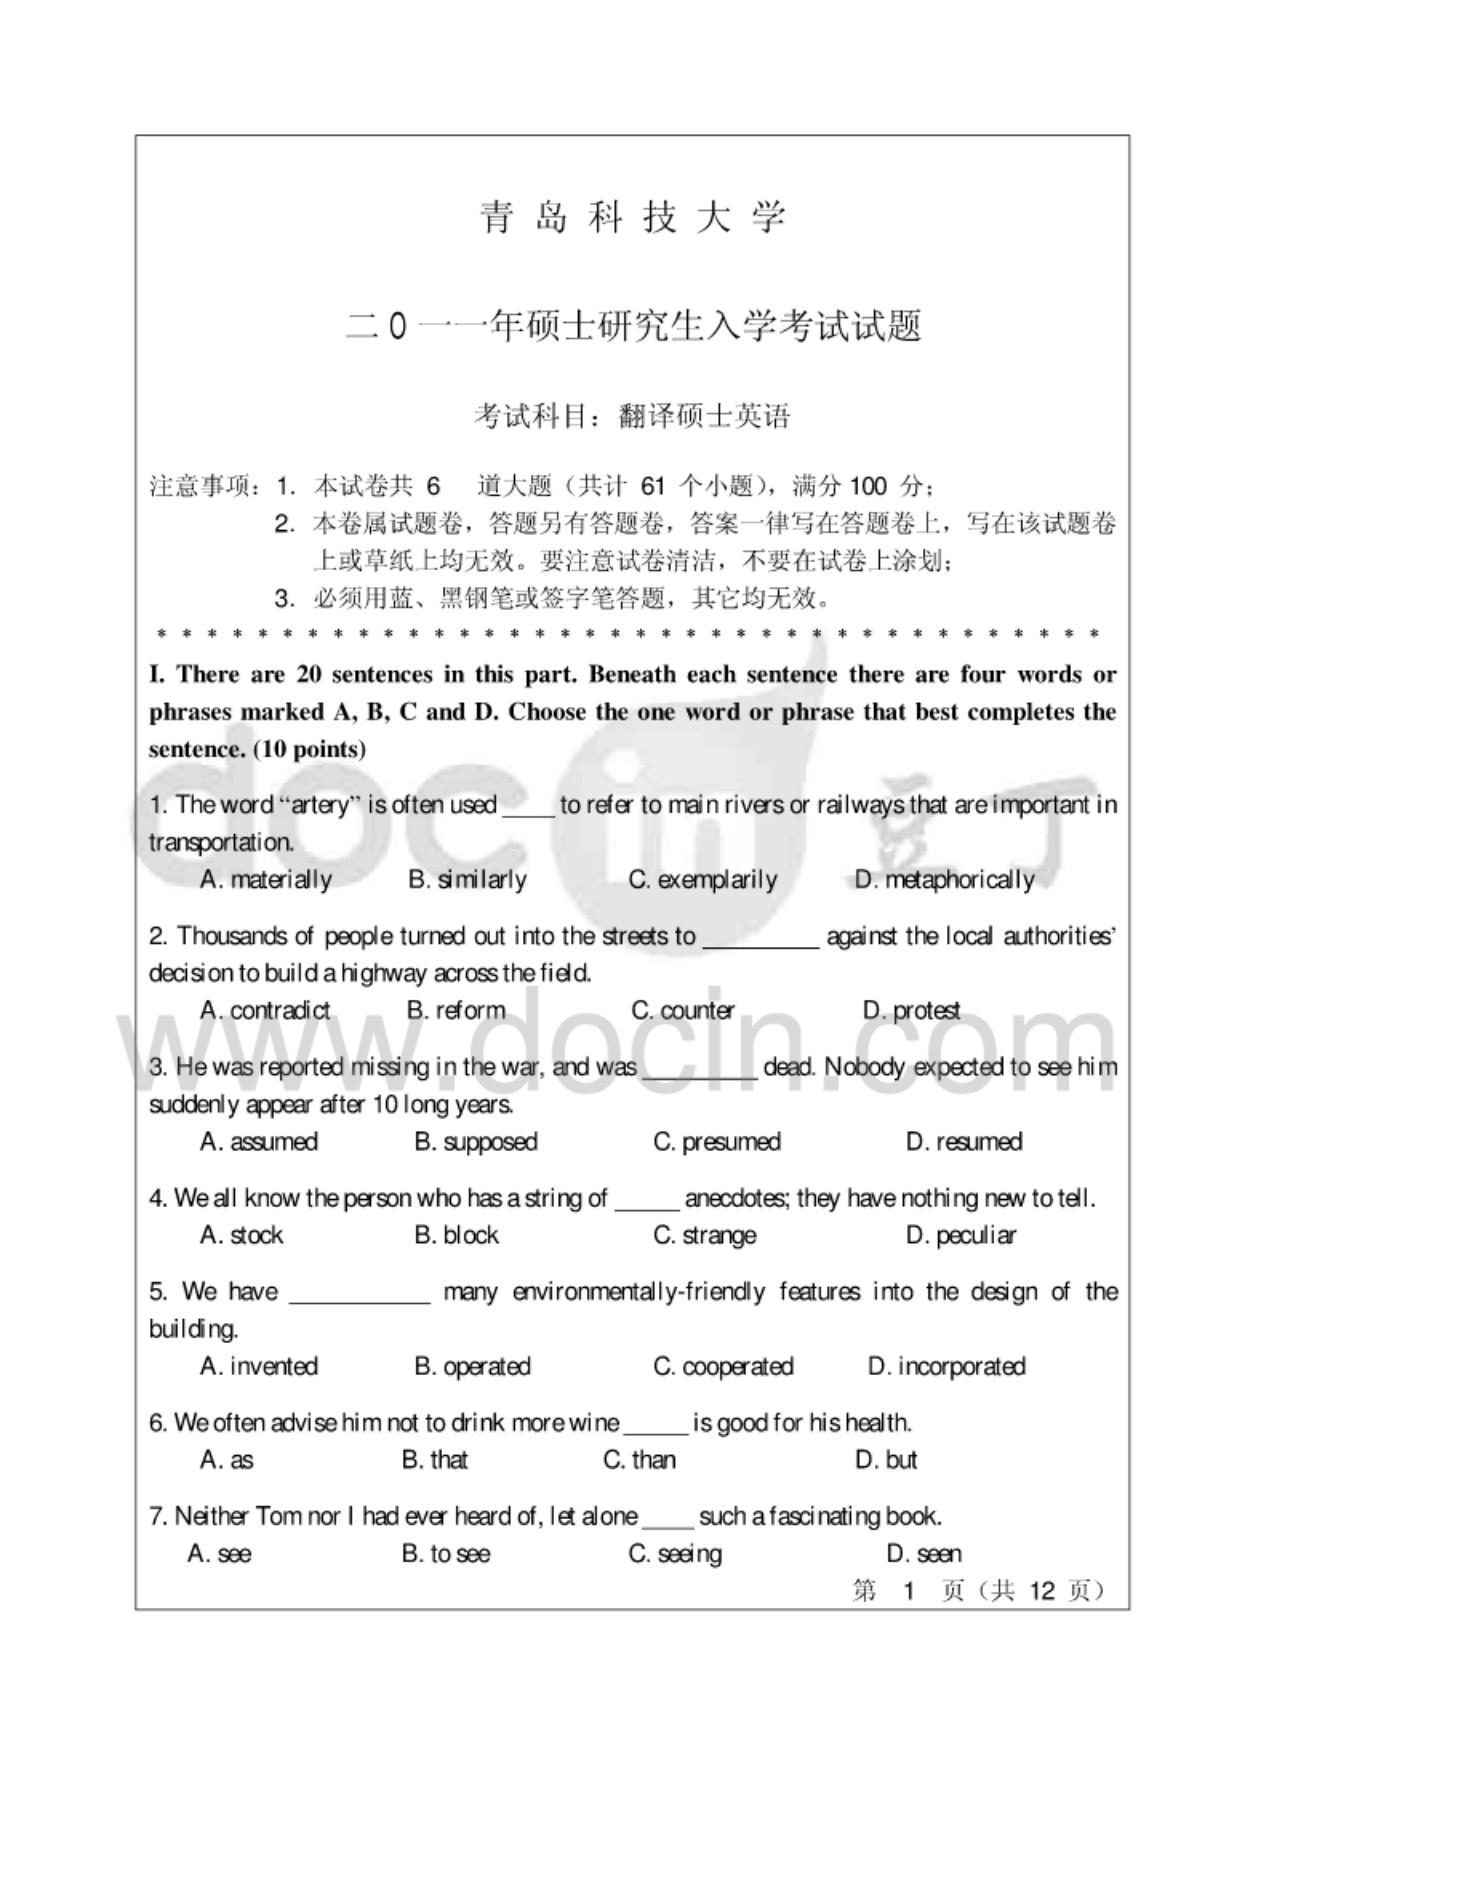 青 岛 科 技 大 学
二 0 一一年硕士研究生入学考试试题
考试科目：翻译硕士英语
注意事项：1. 本试卷共 6 道大题（共计 61 个小题），满分 100 分；
2. 本卷属试题卷，答题另有答题卷，答案一律写在答题卷上，写在该试题卷
上或草纸上均无效。要注意试卷清洁，不要在试卷上涂划；
3. 必须用蓝、黑钢笔或签字笔答题，其它均无效。
* * * * * * * * * * * * * * * * * * * * * * * * * * * * * * * * * * * * * *
I. There are 20 sentences in this part. Beneath each sentence there are four words or
phrases marked A, B, C and D. Choose the one word or phrase that best completes the
sentence. (10 points)
1. The word “artery” is often used ____ to refer to main rivers or railways that are important in
transportation.
A. materially B. similarly C. exemplarily D. metaphorically
2. Thousands of people turned out into the streets to _________ against the local authorities’
decision to build a highway across the field.
A. contradict B. reform C. counter D. protest
3. He was reported missing in the war, and was _________ dead. Nobody expected to see him
suddenly appear after 10 long years.
A. assumed B. supposed C. presumed D. resumed
4. We all know the person who has a string of _____ anecdotes; they have nothing new to tell.
A. stock B. block C. strange D. peculiar
5. We have ___________ many environmentally-friendly features into the design of the
building.
A. invented B. operated C. cooperated D. incorporated
6. We often advise him not to drink more wine _____ is good for his health.
A. as B. that C. than D. but
7. Neither Tom nor I had ever heard of, let alone ____ such a fascinating book.
A. see B. to see C. seeing D. seen
第 1 页（共 12 页）
docin 豆丁
www.docin.com